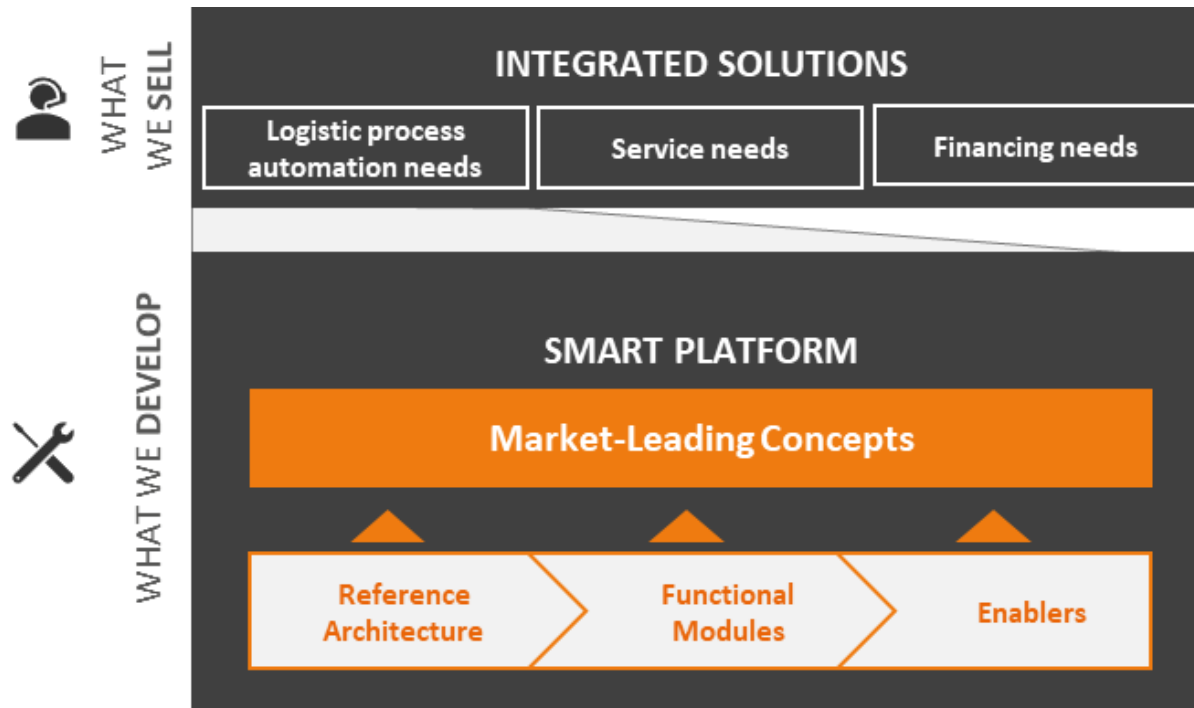 WHAT
WE SELL
INTEGRATED SOLUTIONS
Logistic process
automation needs
Service needs
Financing needs
WHAT WE DEVELOP
SMART PLATFORM
Market-Leading Concepts
Reference
Architecture
Functional
Modules
Enablers